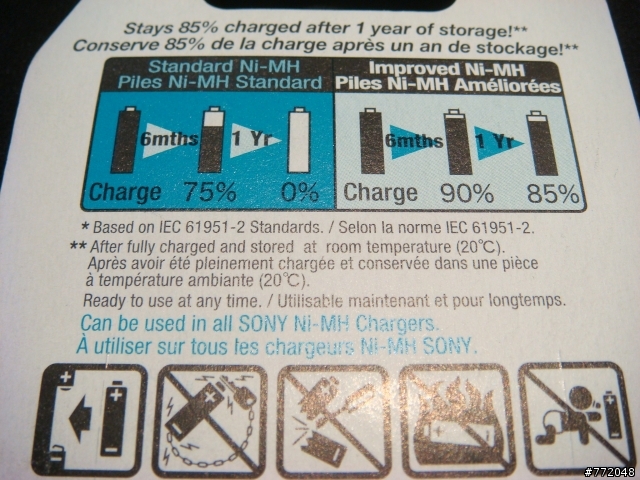 Stays 85% charged after 1 year of storage!**
Conserve 85% de la charge après un an de stockage!**
Standard Ni-MH
Piles Ni-MH Standard
6mths 1 Yr
Charge 75% 0%
Improved Ni-MH
Piles Ni-MH Améliorées
6mths 1 Yr
Charge 90% 85%
* Based on IEC 61951-2 Standards. / Selon la norme IEC 61951-2.
** After fully charged and stored at room temperature (20°C).
Après avoir été pleinement chargée et conservée dans une pièce
à température ambiante (20°C).
Ready to use at any time. / Utilisable maintenant et pour longtemps.
Can be used in all SONY Ni-MH Chargers.
À utiliser sur tous les chargeurs Ni-MH SONY.
#772048